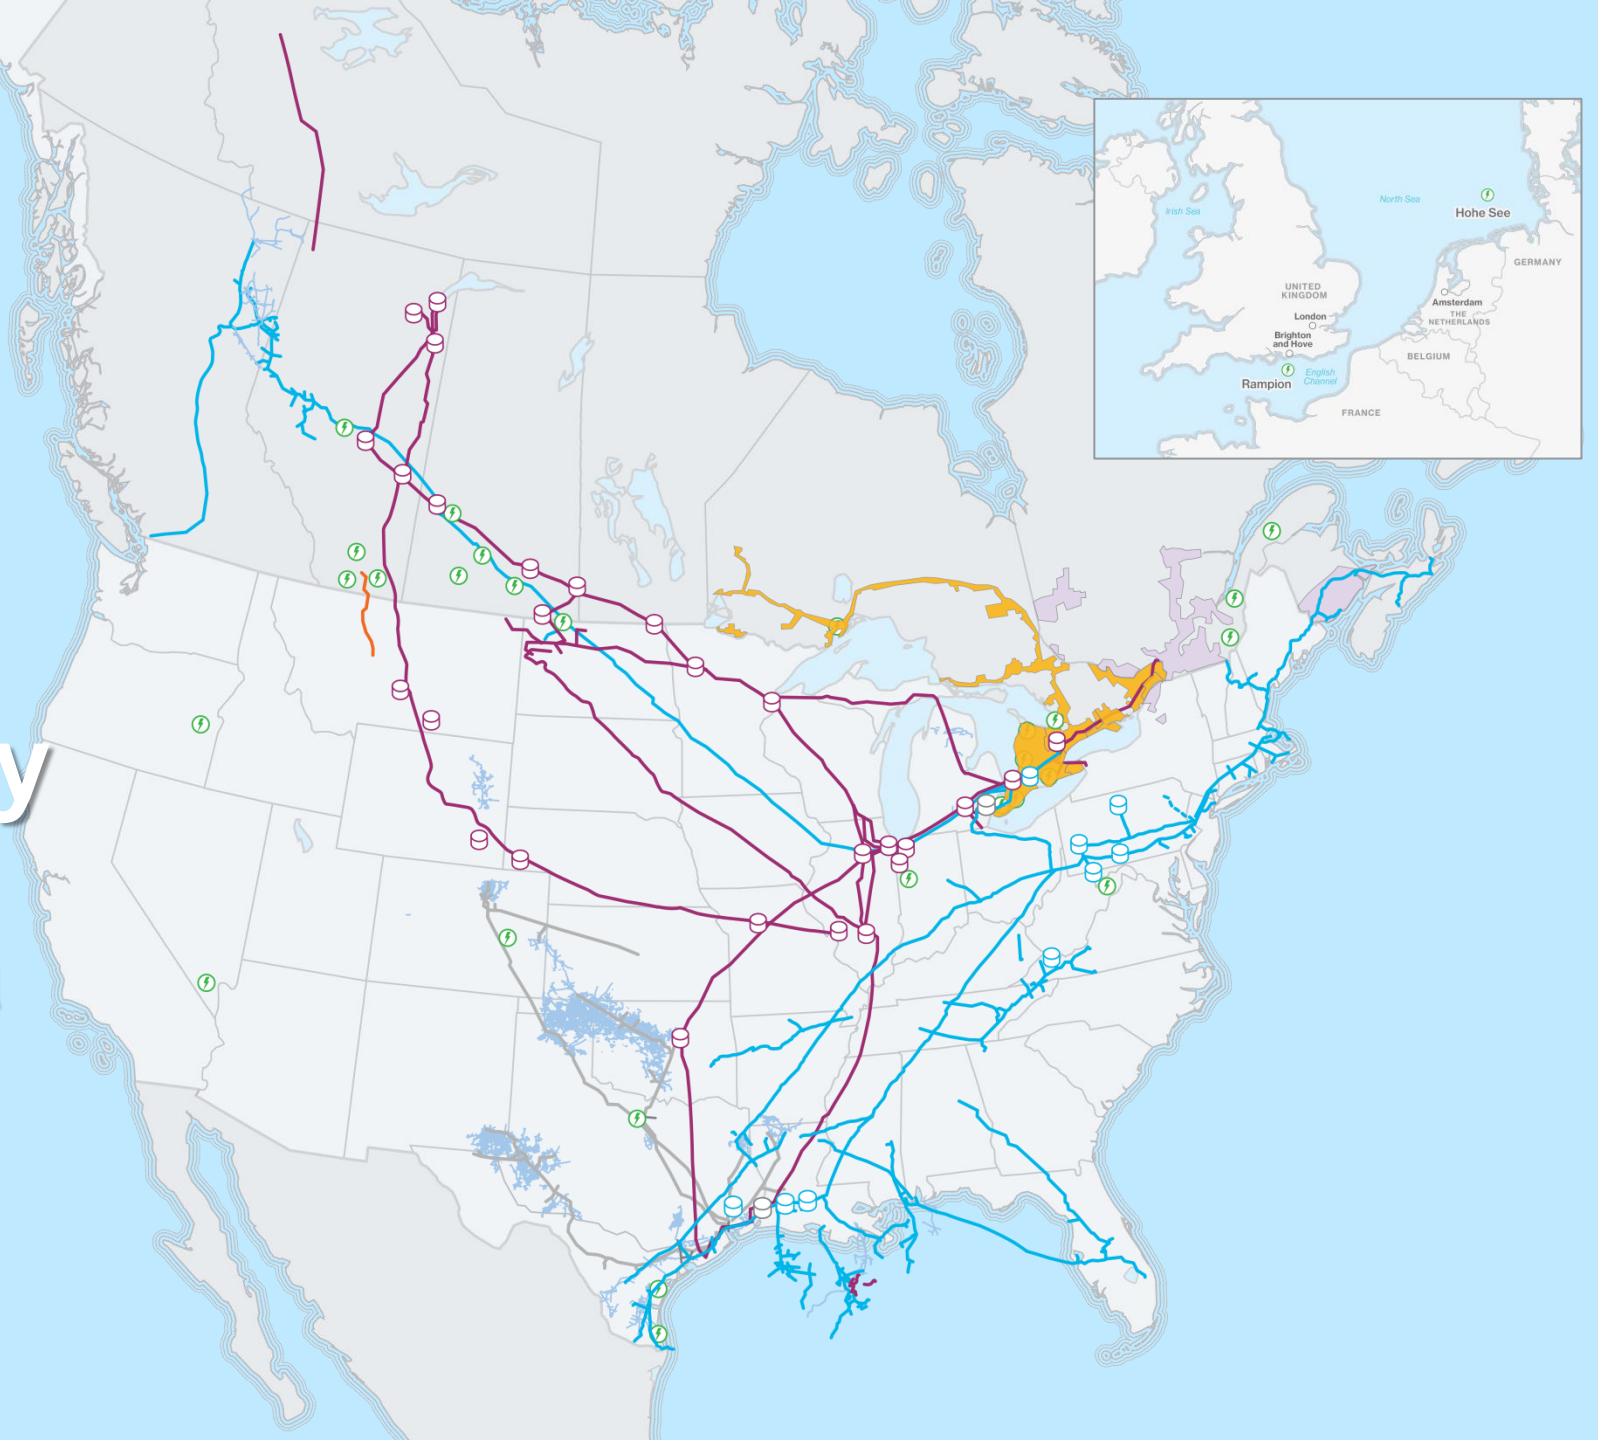 y
North Sea
Irish Sea
Hohe See
GERMANY
UNITED
KINGDOM
Amsterdam
THE
NETHERLANDS
London
Brighton
and Hove
BELGIUM
English
Channel
Rampion
FRANCE